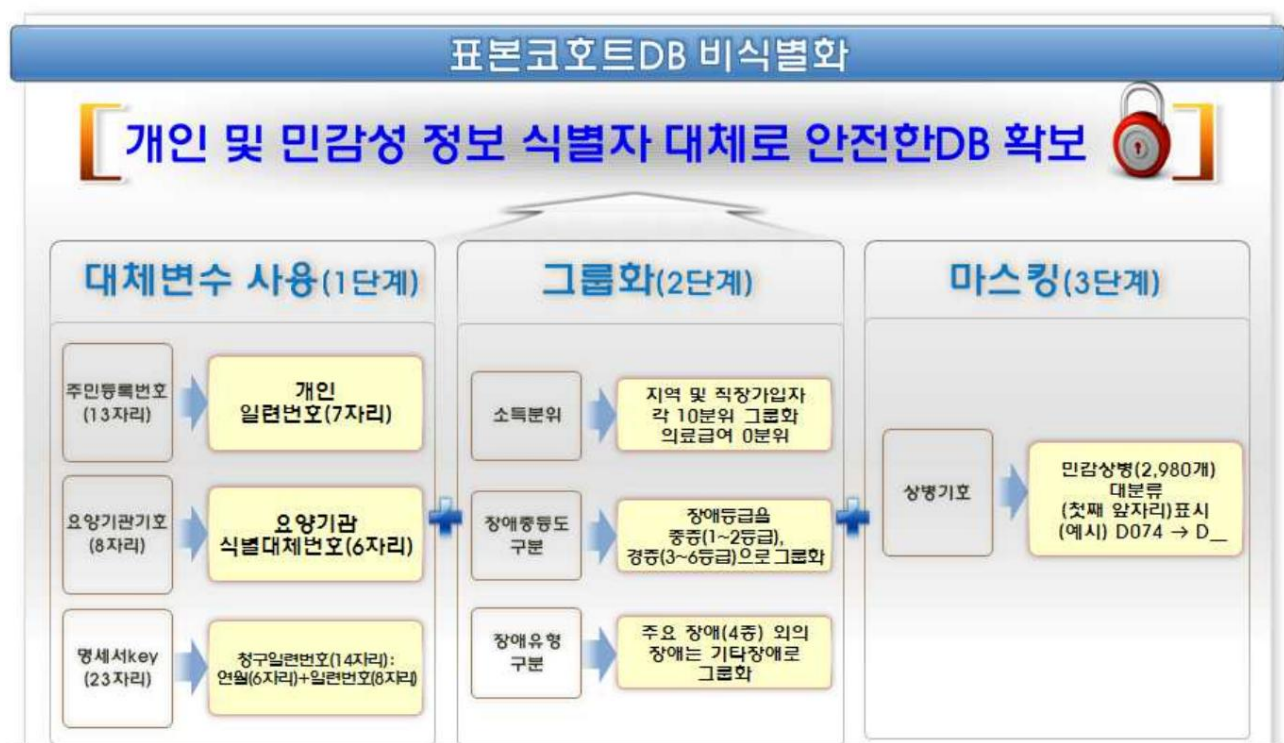 표본코호트DB 비식별화
개인 및 민감성 정보 식별자 대체로 안전한DB 확보
대체변수 사용(1단계)
주민등록번호
(13자리)
개인
일련번호(7자리)
요양기관기호
(8자리)
요양기관
식별대체번호(6자리)
명세서key
(23자리)
청구일련번호(14자리):
연월(6자리)+일련번호(8자리)
그룹화(2단계)
소득분위
지역 및 직장가입자
각 10분위 그룹화
의료급여 0분위
장애중등도
구분
장애등급을
중증(1~2등급),
경증(3~6등급)으로 그룹화
장애유형
구분
주요 장애(4종) 외의
장애는 기타장애로
그룹화
마스킹(3단계)
상병기호
민감상병(2,980개)
대분류
(첫째 앞자리)표시
(예시) D074 → D__